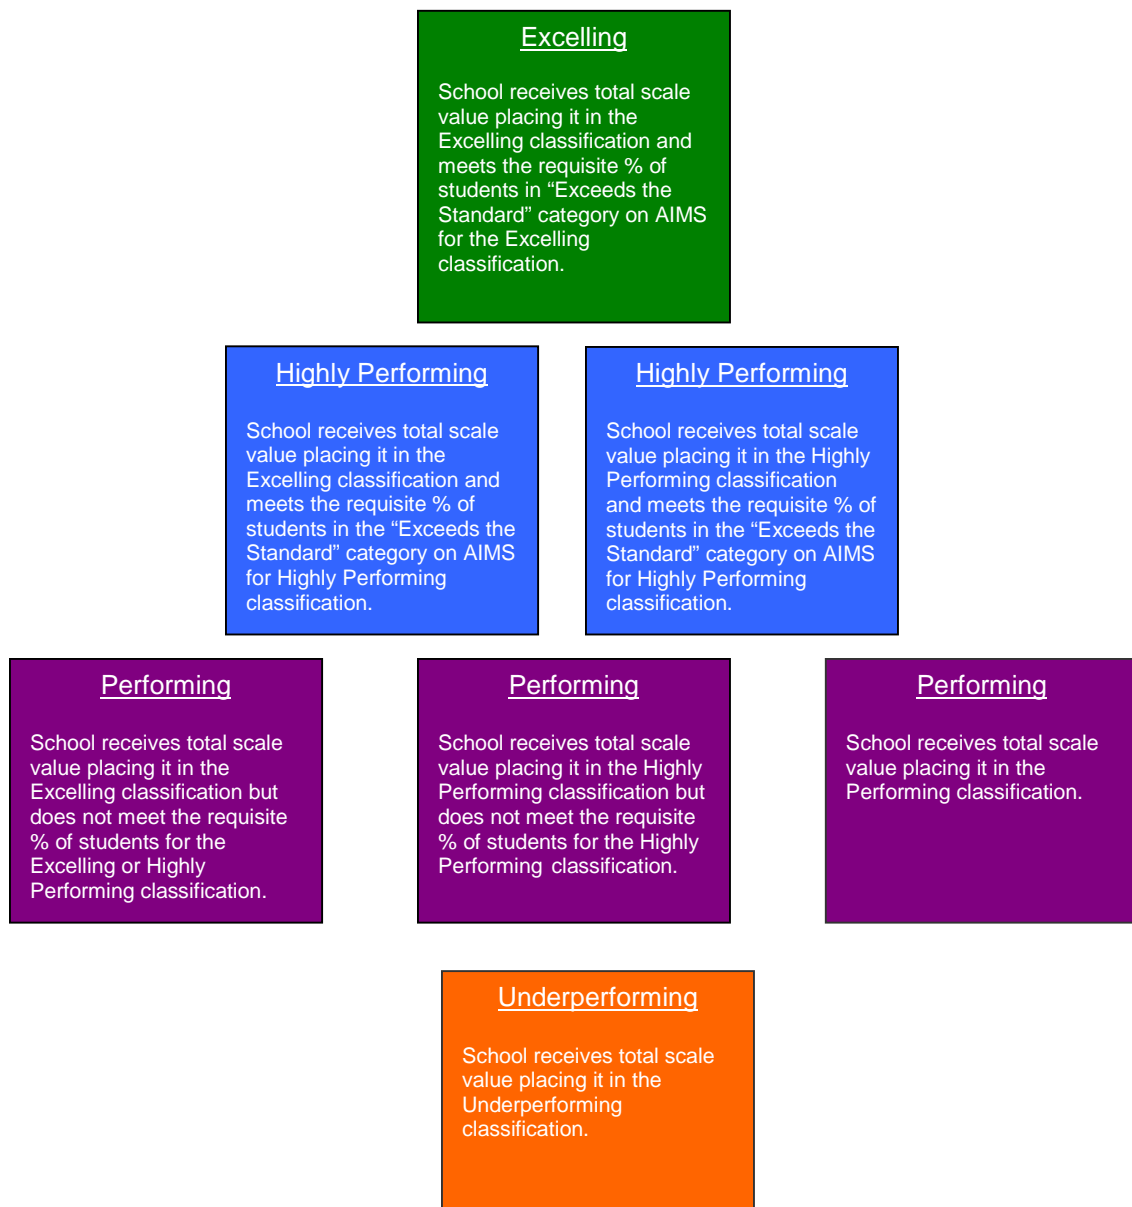 Excelling
School receives total scale
value placing it in the
Excelling classification and
meets the requisite % of
students in “Exceeds the
Standard” category on AIMS
for the Excelling
classification.
Highly Performing
School receives total scale
value placing it in the
Excelling classification and
meets the requisite % of
students in the “Exceeds the
Standard” category on AIMS
for Highly Performing
classification.
Highly Performing
School receives total scale
value placing it in the Highly
Performing classification
and meets the requisite % of
students in the “Exceeds the
Standard” category on AIMS
for Highly Performing
classification.
Performing
School receives total scale
value placing it in the
Excelling classification but
does not meet the requisite
% of students for the
Excelling or Highly
Performing classification.
Performing
School receives total scale
value placing it in the Highly
Performing classification but
does not meet the requisite
% of students for the Highly
Performing classification.
Performing
School receives total scale
value placing it in the
Performing classification.
Underperforming
School receives total scale
value placing it in the
Underperforming
classification.